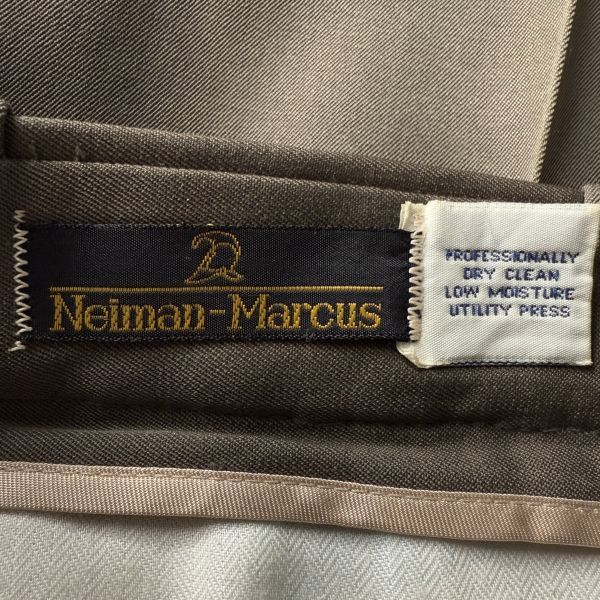 Neiman-Marcus
PROFESSIONALLY
DRY CLEAN
LOW MOISTURE
UTILITY PRESS